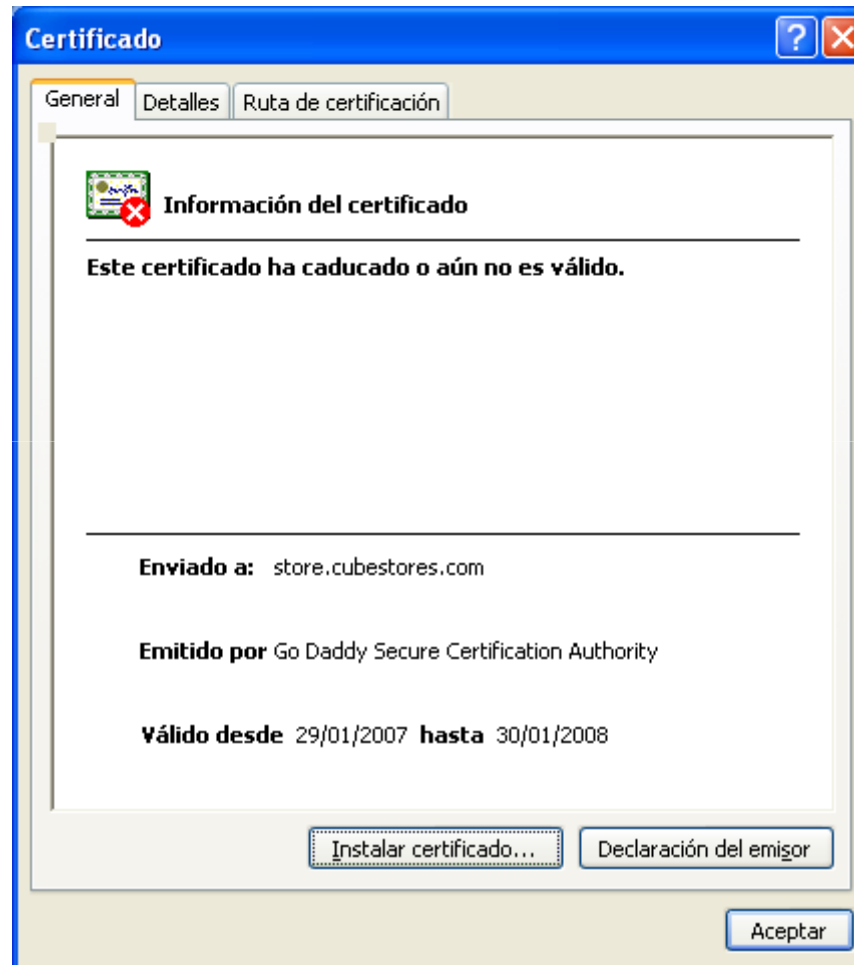 Certificado
General Detalles Ruta de certificación
Información del certificado
Este certificado ha caducado o aún no es válido.
Enviado a: store.cubestores.com
Emitido por Go Daddy Secure Certification Authority
Válido desde 29/01/2007 hasta 30/01/2008
Instalar certificado... Declaración del emisor
Aceptar